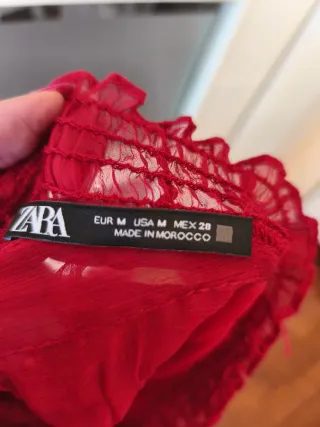 ZARA
EUR M USA M MEX 28
MADE IN MOROCCO